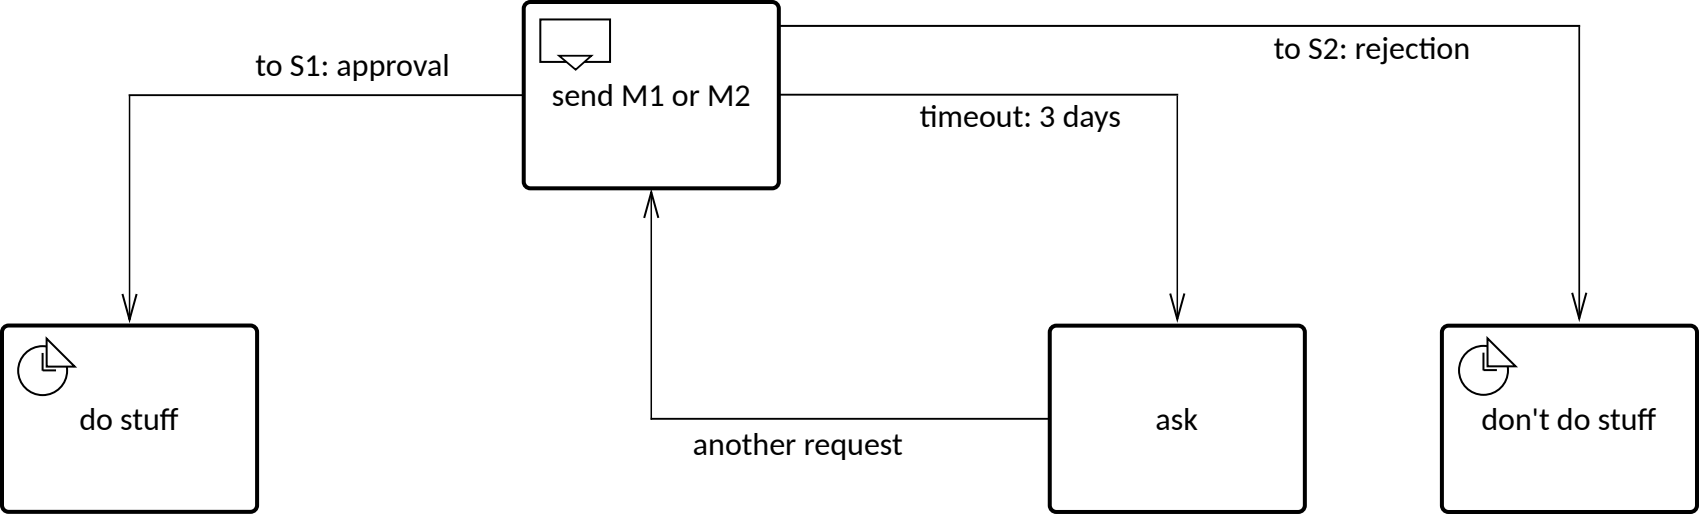 to S2: rejection
to S1: approval
send M1 or M2
timeout: 3 days
do stuff
another request
ask
don't do stuff